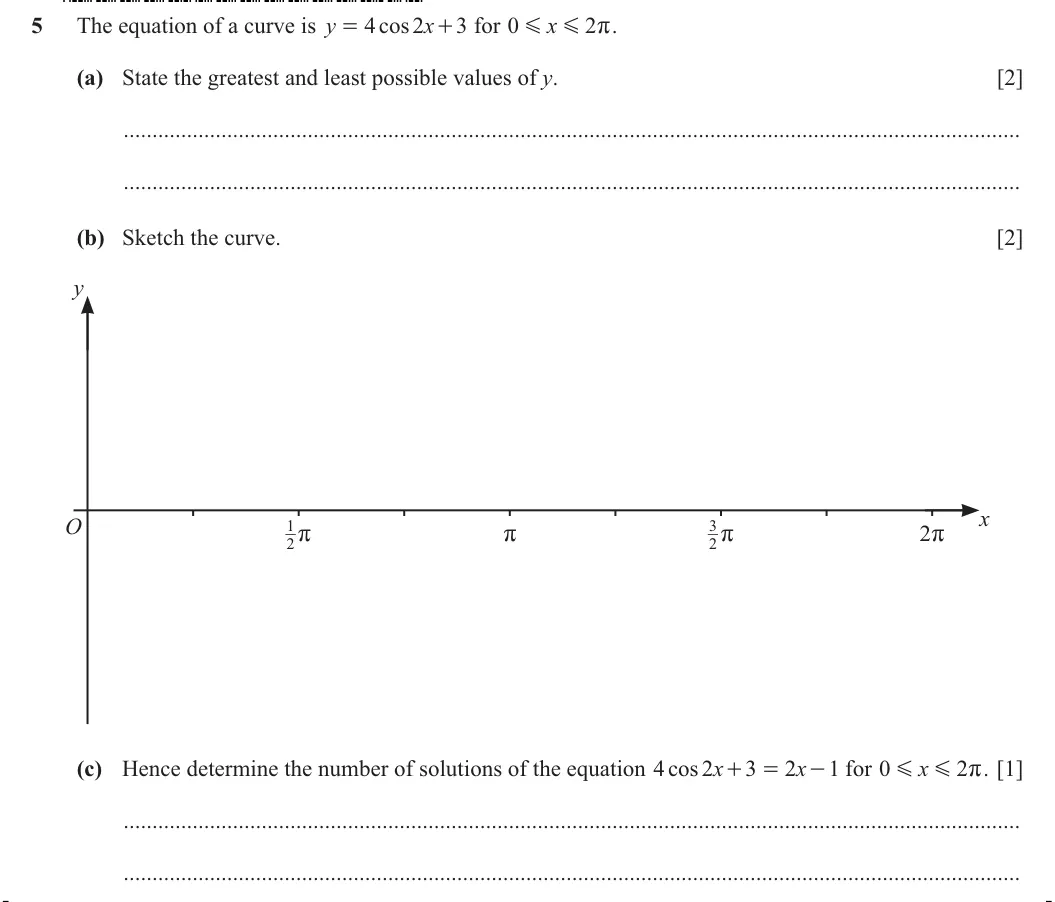 5 The equation of a curve is y = 4 cos 2x + 3 for 0 ⩽ x ⩽ 2π.
(a) State the greatest and least possible values of y. [2]
(b) Sketch the curve. [2]
y
O ½π π 3/2π 2π x
(c) Hence determine the number of solutions of the equation 4 cos 2x + 3 = 2x − 1 for 0 ⩽ x ⩽ 2π. [1]